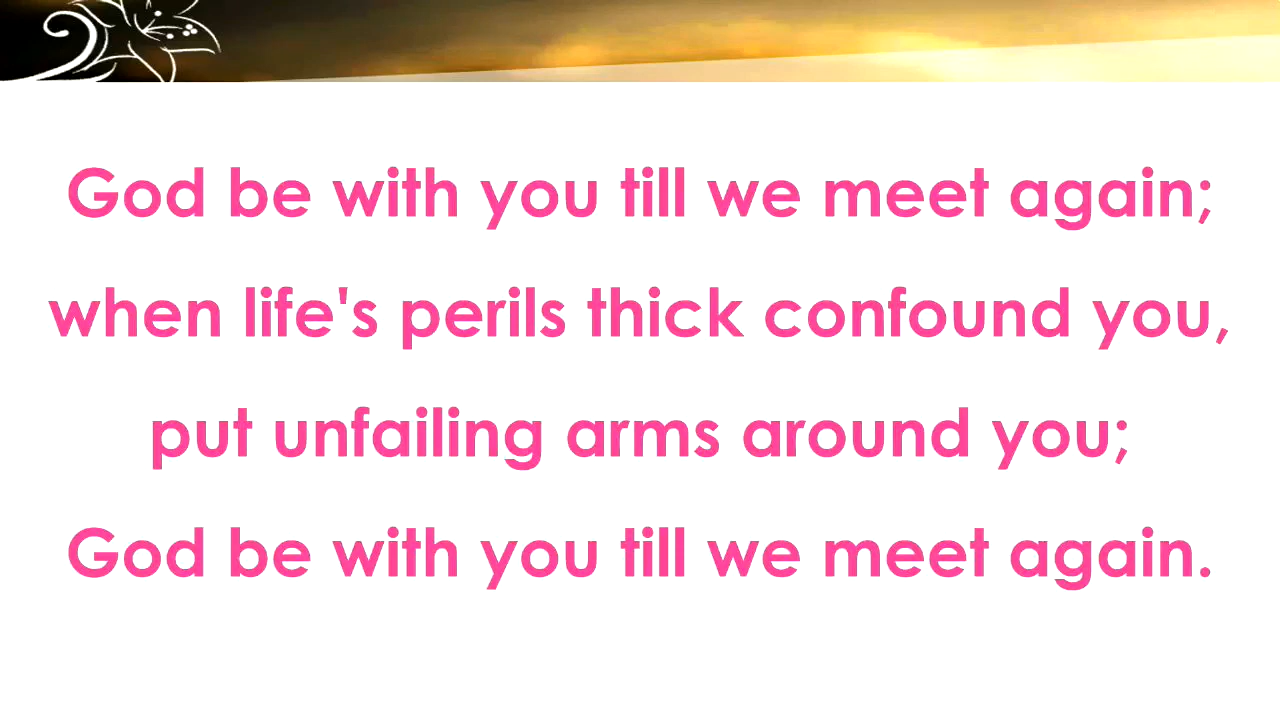 God be with you till we meet again;
when life's perils thick confound you,
put unfailing arms around you;
God be with you till we meet again.